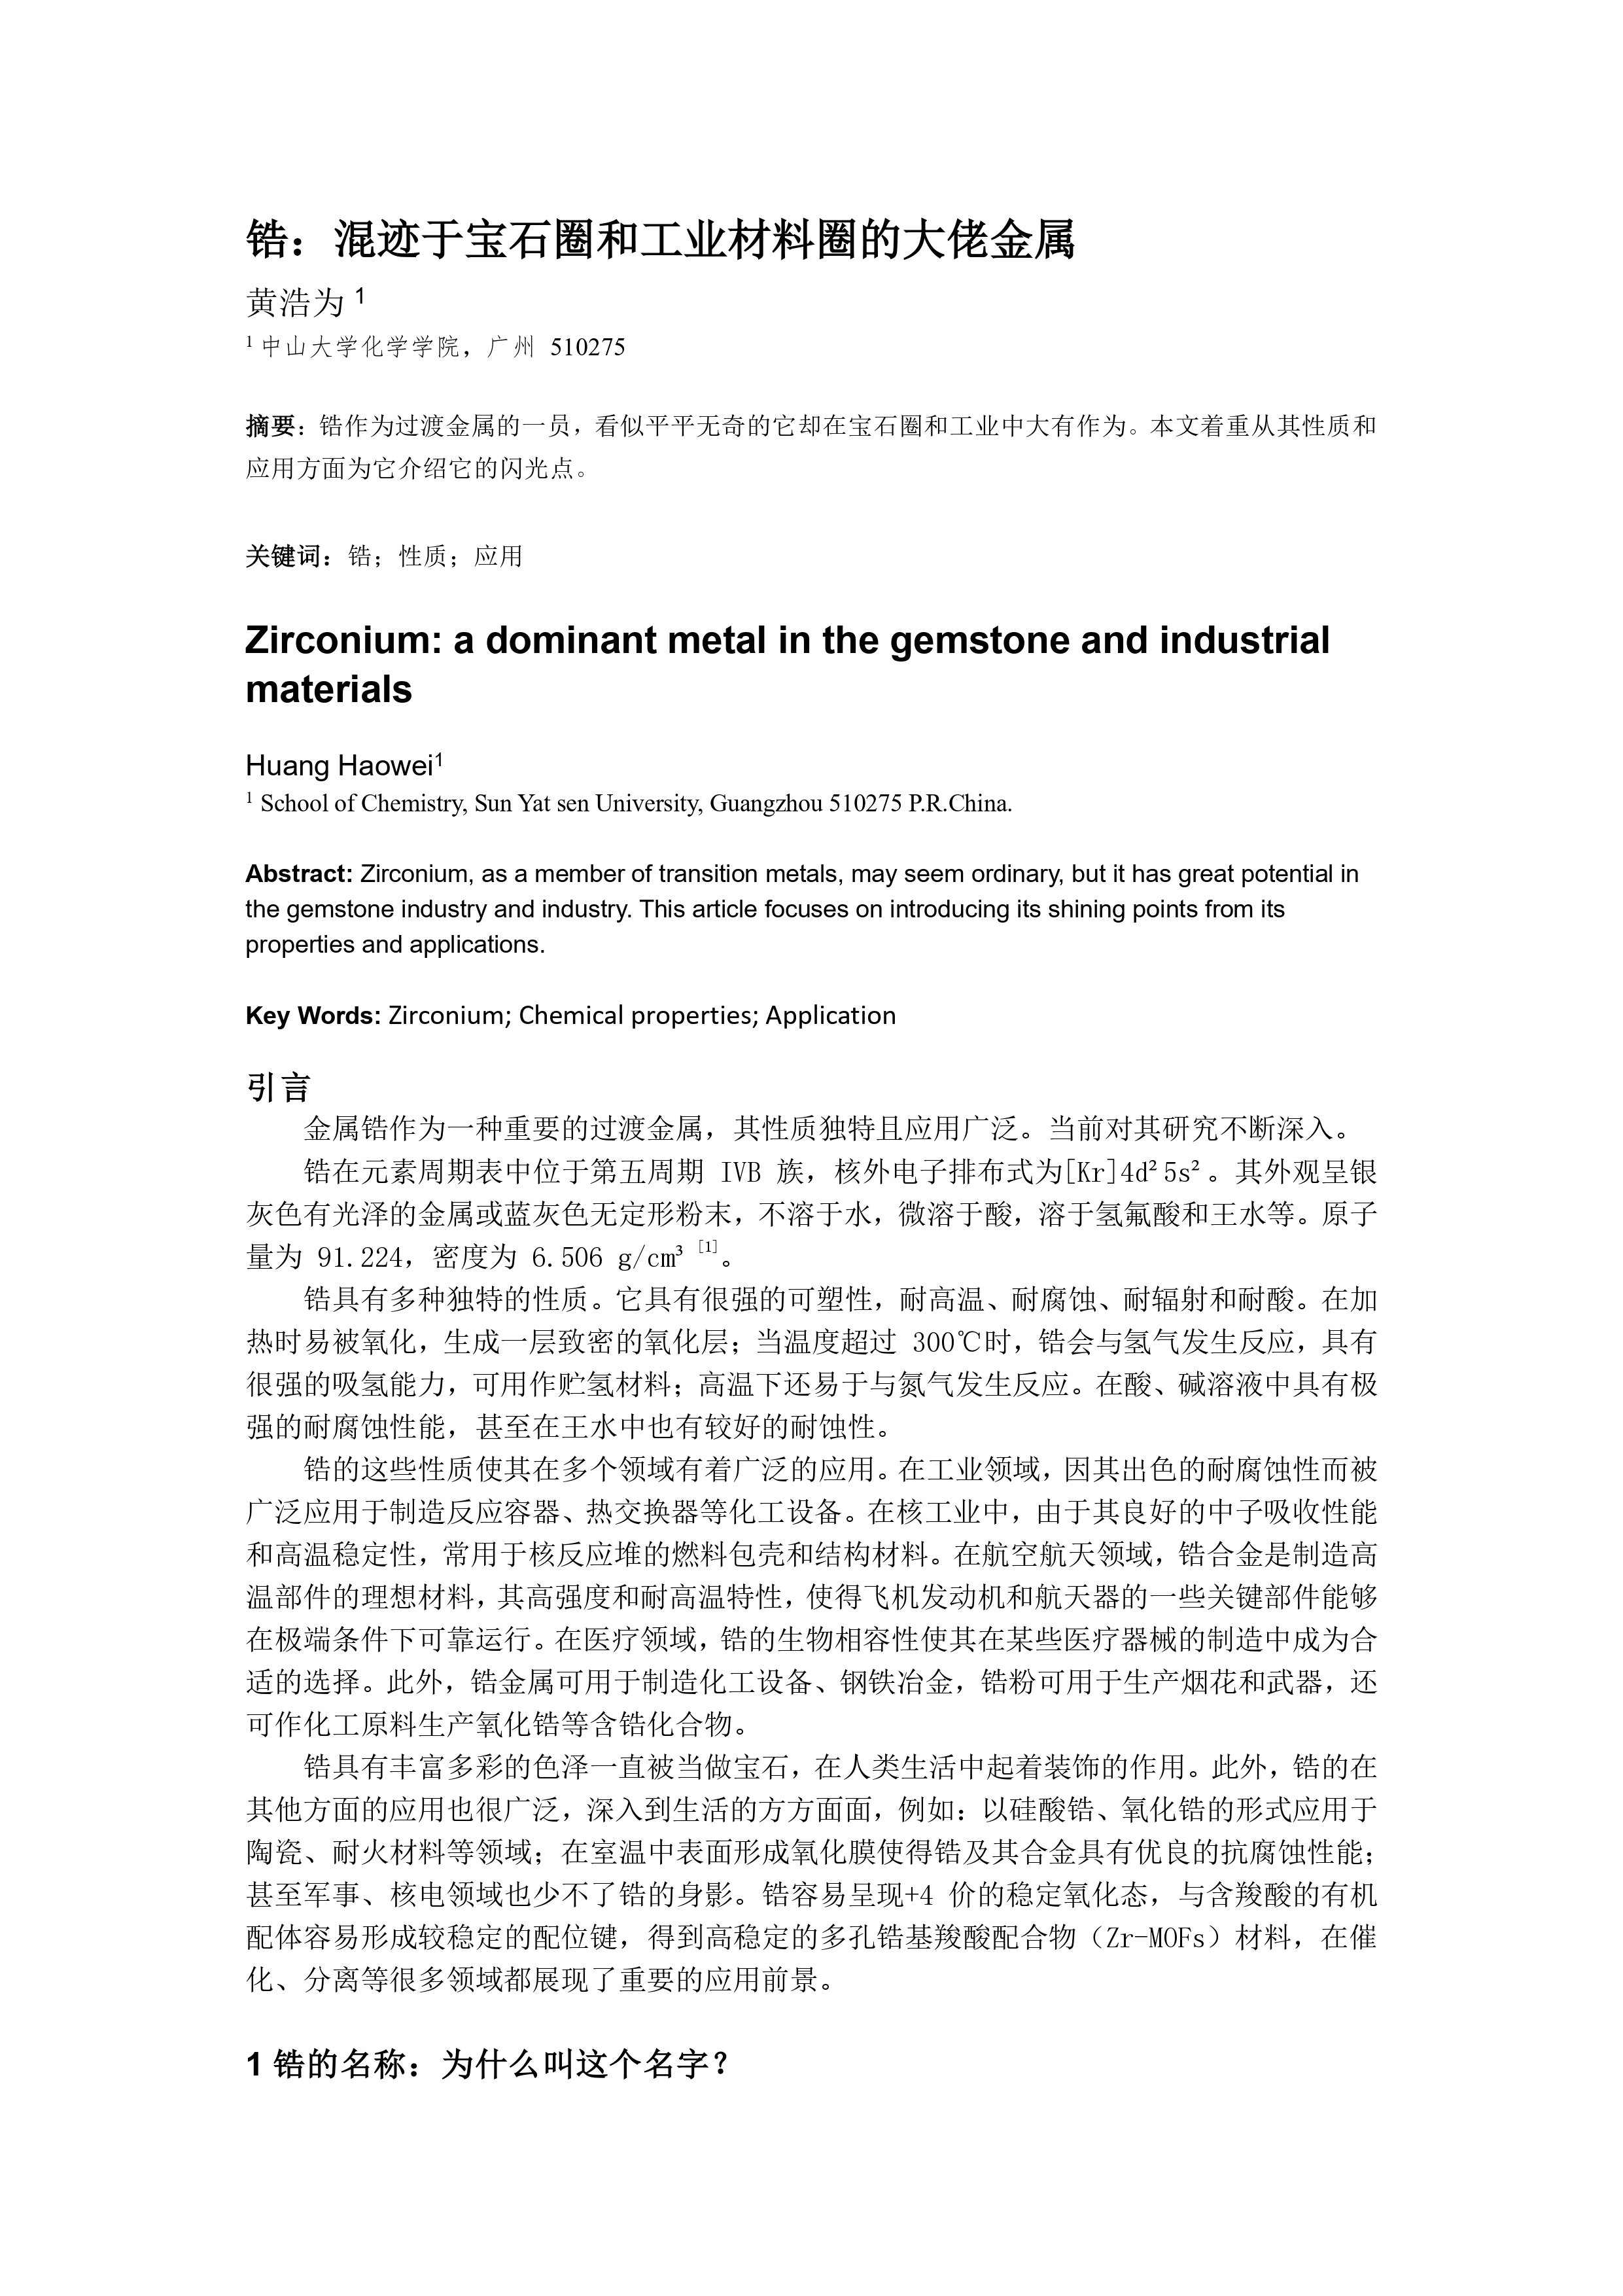 锆：混迹于宝石圈和工业材料圈的大佬金属
黄浩为 1
1 中山大学化学学院，广州 510275
摘要：锆作为过渡金属的一员，看似平平无奇的它却在宝石圈和工业中大有作为。本文着重从其性质和
应用方面为它介绍它的闪光点。
关键词：锆；性质；应用
Zirconium: a dominant metal in the gemstone and industrial
materials
Huang Haowei1
1 School of Chemistry, Sun Yat sen University, Guangzhou 510275 P.R.China.
Abstract: Zirconium, as a member of transition metals, may seem ordinary, but it has great potential in
the gemstone industry and industry. This article focuses on introducing its shining points from its
properties and applications.
Key Words: Zirconium; Chemical properties; Application
引言
金属锆作为一种重要的过渡金属，其性质独特且应用广泛。当前对其研究不断深入。
锆在元素周期表中位于第五周期 IVB 族，核外电子排布式为[Kr]4d²5s²。其外观呈银
灰色有光泽的金属或蓝灰色无定形粉末，不溶于水，微溶于酸，溶于氢氟酸和王水等。原子
量为 91.224，密度为 6.506 g/cm³ [1]。
锆具有多种独特的性质。它具有很强的可塑性，耐高温、耐腐蚀、耐辐射和耐酸。在加
热时易被氧化，生成一层致密的氧化层；当温度超过 300℃时，锆会与氢气发生反应，具有
很强的吸氢能力，可用作贮氢材料；高温下还易于与氮气发生反应。在酸、碱溶液中具有极
强的耐腐蚀性能，甚至在王水中也有较好的耐蚀性。
锆的这些性质使其在多个领域有着广泛的应用。在工业领域，因其出色的耐腐蚀性而被
广泛应用于制造反应容器、热交换器等化工设备。在核工业中，由于其良好的中子吸收性能
和高温稳定性，常用于核反应堆的燃料包壳和结构材料。在航空航天领域，锆合金是制造高
温部件的理想材料，其高强度和耐高温特性，使得飞机发动机和航天器的一些关键部件能够
在极端条件下可靠运行。在医疗领域，锆的生物相容性使其在某些医疗器械的制造中成为合
适的选择。此外，锆金属可用于制造化工设备、钢铁冶金，锆粉可用于生产烟花和武器，还
可作化工原料生产氧化锆等含锆化合物。
锆具有丰富多彩的色泽一直被当做宝石，在人类生活中起着装饰的作用。此外，锆的在
其他方面的应用也很广泛，深入到生活的方方面面，例如：以硅酸锆、氧化锆的形式应用于
陶瓷、耐火材料等领域；在室温中表面形成氧化膜使得锆及其合金具有优良的抗腐蚀性能；
甚至军事、核电领域也少不了锆的身影。锆容易呈现+4 价的稳定氧化态，与含羧酸的有机
配体容易形成较稳定的配位键，得到高稳定的多孔锆基羧酸配合物（Zr-MOFs）材料，在催
化、分离等很多领域都展现了重要的应用前景。
1 锆的名称：为什么叫这个名字？